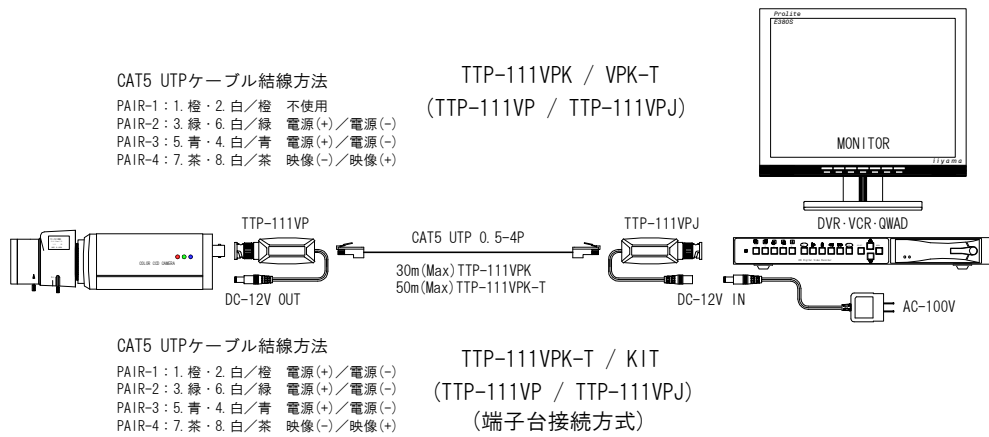 Prolite
E380S
CAT5 UTPケーブル結線方法
PAIR-1：1.橙・2.白／橙　不使用
PAIR-2：3.緑・6.白／緑　電源(+)／電源(-)
PAIR-3：5.青・4.白／青　電源(+)／電源(-)
PAIR-4：7.茶・8.白／茶　映像(-)／映像(+)
TTP-111VPK / VPK-T
(TTP-111VP / TTP-111VPJ)
MONITOR
iiyama
TTP-111VP
CAT5 UTP 0.5-4P
TTP-111VPJ
DVR・VCR・QWAD
COLOR CCD CAMERA
30m(Max)TTP-111VPK
50m(Max)TTP-111VPK-T
DC-12V OUT
DC-12V IN
AC-100V
CAT5 UTPケーブル結線方法
PAIR-1：1.橙・2.白／橙　電源(+)／電源(-)
PAIR-2：3.緑・6.白／緑　電源(+)／電源(-)
PAIR-3：5.青・4.白／青　電源(+)／電源(-)
PAIR-4：7.茶・8.白／茶　映像(-)／映像(+)
TTP-111VPK-T / KIT
(TTP-111VP / TTP-111VPJ)
(端子台接続方式)